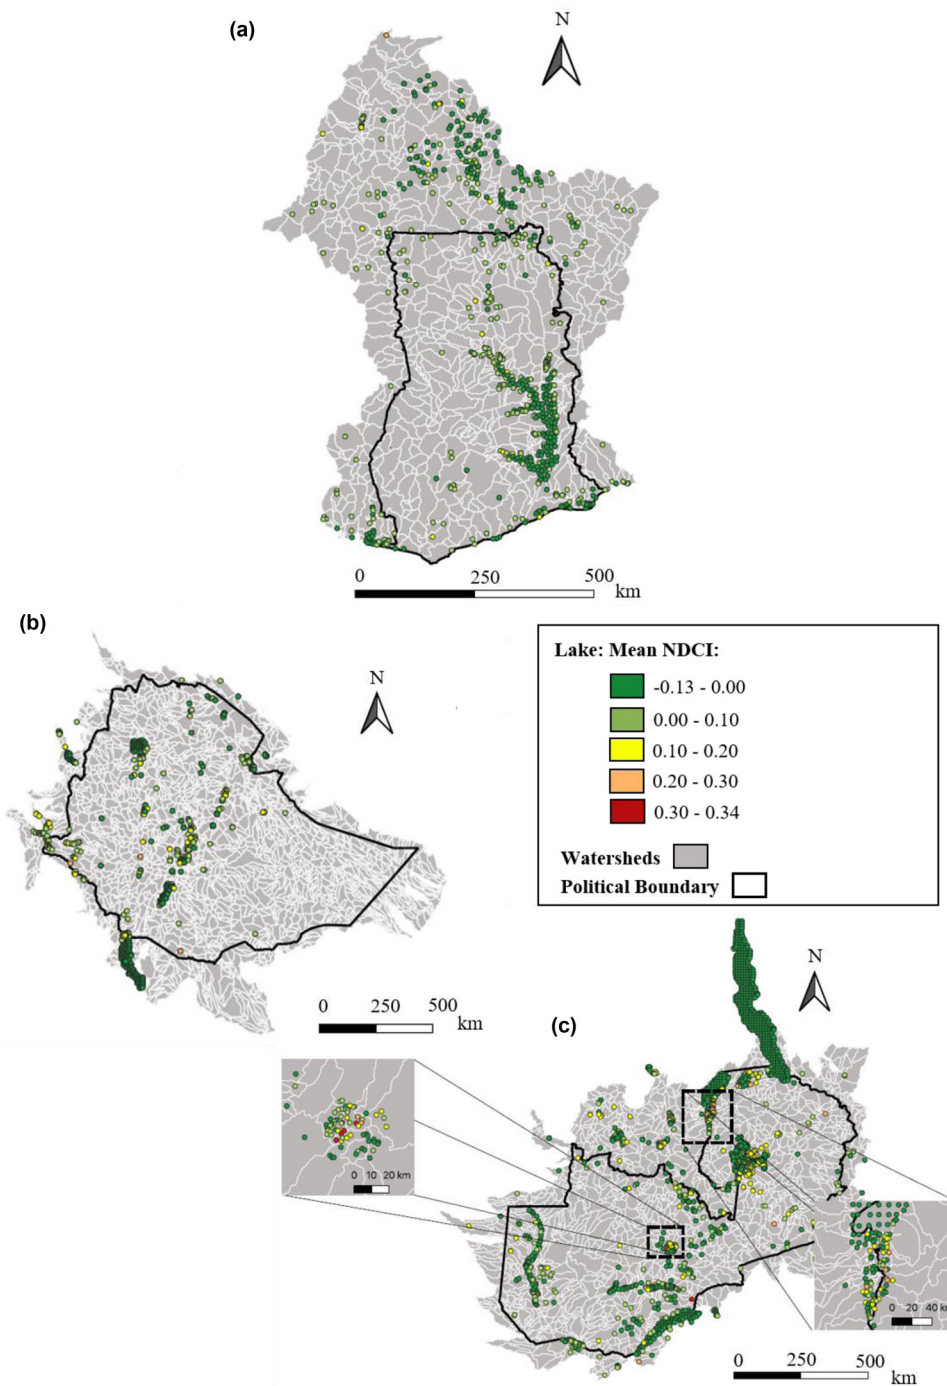 (a)
N
0 250 500
km
(b)
N
0 250 500
km
Lake: Mean NDCI:
-0.13 - 0.00
0.00 - 0.10
0.10 - 0.20
0.20 - 0.30
0.30 - 0.34
Watersheds
Political Boundary
(c)
N
0 10 20 km
0 20 40 km
0 250 500
km